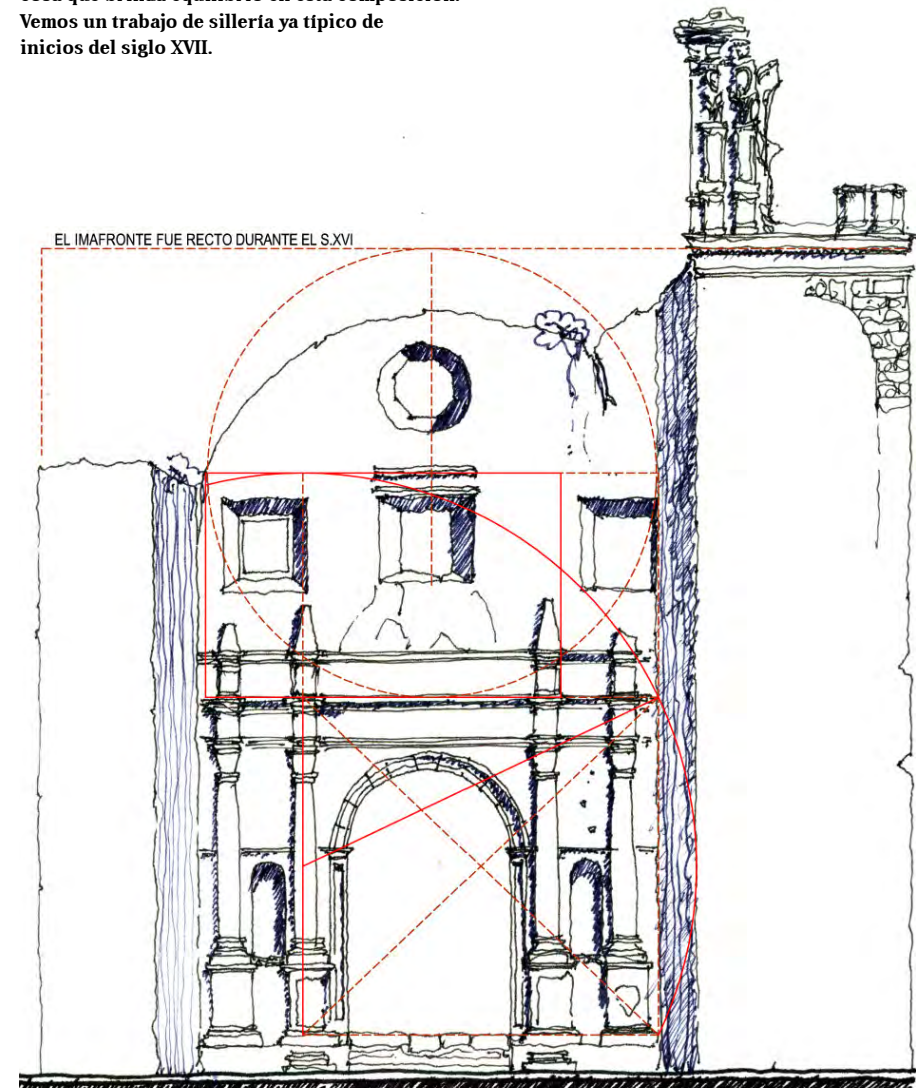 Vemos un trabajo de sillería ya típico de
inicios del siglo XVII.
EL IMAFRONTE FUE RECTO DURANTE EL S.XVI